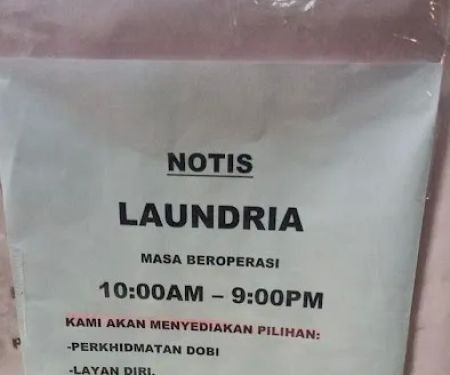 NOTIS
LAUNDRIA
MASA BEROPERASI
10:00AM – 9:00PM
KAMI AKAN MENYEDIAKAN PILIHAN:
-PERKHIDMATAN DOBI
-LAYAN DIRI.